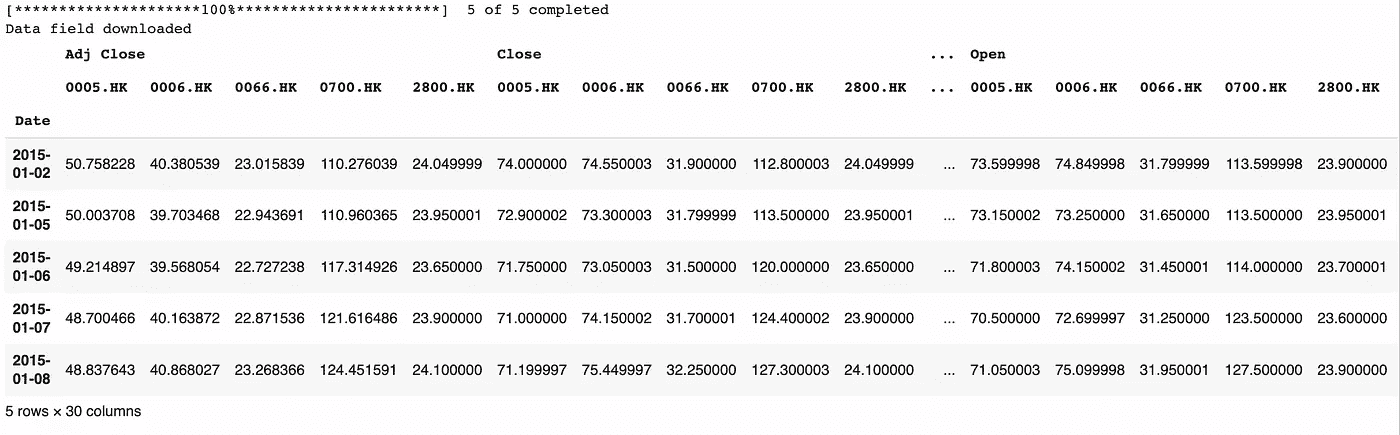 [*********************100%***********************]  5 of 5 completed
Data field downloaded
Adj Close Close ... Open
0005.HK 0006.HK 0066.HK 0700.HK 2800.HK 0005.HK 0006.HK 0066.HK 0700.HK 2800.HK ... 0005.HK 0006.HK 0066.HK 0700.HK 2800.HK
Date
2015-
01-02 50.758228 40.380539 23.015839 110.276039 24.049999 74.000000 74.550003 31.900000 112.800003 24.049999 ... 73.599998 74.849998 31.799999 113.599998 23.900000
2015-
01-05 50.003708 39.703468 22.943691 110.960365 23.950001 72.900002 73.300003 31.799999 113.500000 23.950001 ... 73.150002 73.250000 31.650000 113.500000 23.950001
2015-
01-06 49.214897 39.568054 22.727238 117.314926 23.650000 71.750000 73.050003 31.500000 120.000000 23.650000 ... 71.800003 74.150002 31.450001 114.000000 23.700001
2015-
01-07 48.700466 40.163872 22.871536 121.616486 23.900000 71.000000 74.150002 31.700001 124.400002 23.900000 ... 70.500000 72.699997 31.250000 123.500000 23.600000
2015-
01-08 48.837643 40.868027 23.268366 124.451591 24.100000 71.199997 75.449997 32.250000 127.300003 24.100000 ... 71.050003 75.099998 31.950001 127.500000 23.900000
5 rows × 30 columns